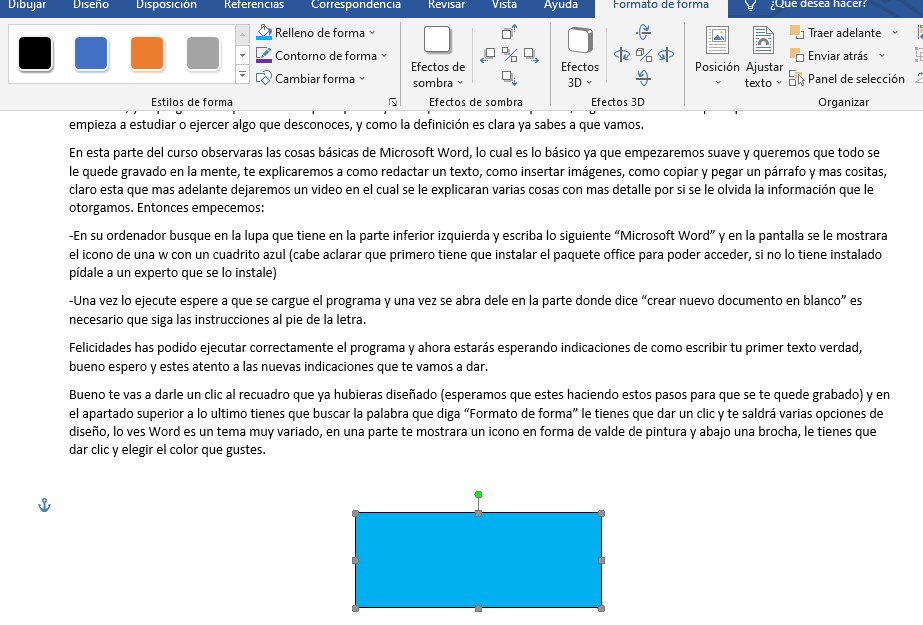 Dibujar Diseño Disposición Referencias Correspondencia Revisar Vista Ayuda Formato de forma ¿Qué desea hacer?
Relleno de forma
Contorno de forma
Cambiar forma
Estilos de forma
Efectos de
sombra
Efectos de sombra
Efectos
3D
Efectos 3D
Posición
Ajustar
texto
Traer adelante
Enviar atrás
Panel de selección
Organizar
empieza a estudiar o ejercer algo que desconoces, y como la definición es clara ya sabes a que vamos.
En esta parte del curso observaras las cosas básicas de Microsoft Word, lo cual es lo básico ya que empezaremos suave y queremos que todo se
le quede gravado en la mente, te explicaremos a como redactar un texto, como insertar imágenes, como copiar y pegar un párrafo y mas cositas,
claro esta que mas adelante dejaremos un video en el cual se le explicaran varias cosas con mas detalle por si se le olvida la información que le
otorgamos. Entonces empecemos:
-En su ordenador busque en la lupa que tiene en la parte inferior izquierda y escriba lo siguiente “Microsoft Word” y en la pantalla se le mostrara
el icono de una w con un cuadrito azul (cabe aclarar que primero tiene que instalar el paquete office para poder acceder, si no lo tiene instalado
pídale a un experto que se lo instale)
-Una vez lo ejecute espere a que se cargue el programa y una vez se abra dele en la parte donde dice “crear nuevo documento en blanco” es
necesario que siga las instrucciones al pie de la letra.
Felicidades has podido ejecutar correctamente el programa y ahora estarás esperando indicaciones de como escribir tu primer texto verdad,
bueno espero y estes atento a las nuevas indicaciones que te vamos a dar.
Bueno te vas a darle un clic al recuadro que ya hubieras diseñado (esperamos que estes haciendo estos pasos para que se te quede grabado) y en
el apartado superior a lo ultimo tienes que buscar la palabra que diga “Formato de forma” le tienes que dar un clic y te saldrá varias opciones de
diseño, lo ves Word es un tema muy variado, en una parte te mostrara un icono en forma de valde de pintura y abajo una brocha, le tienes que
dar clic y elegir el color que gustes.